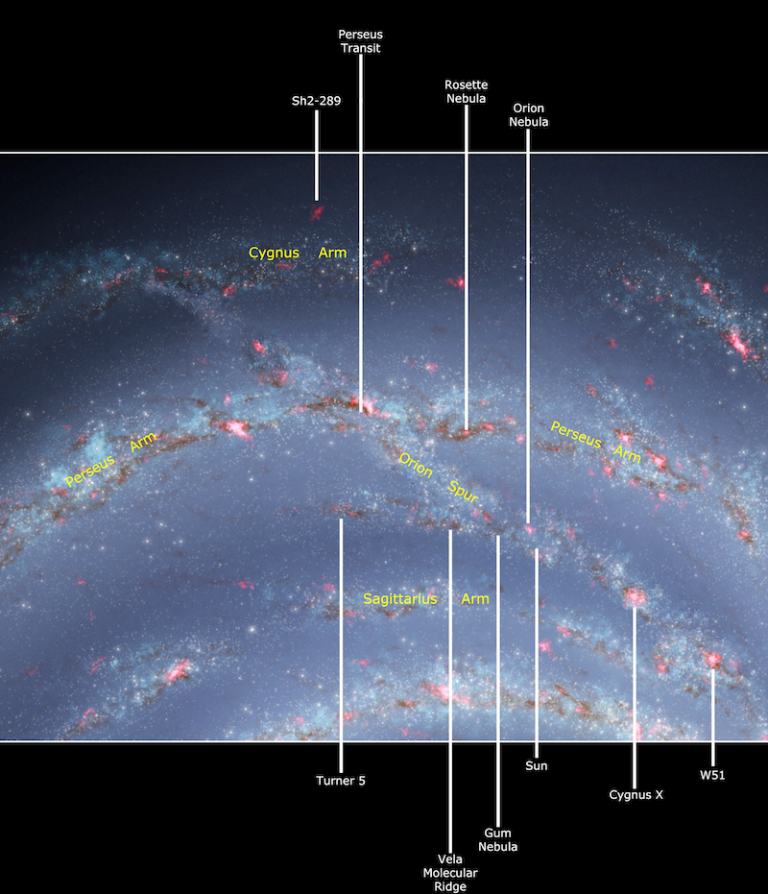 Perseus
Transit
Rosette
Nebula
Sh2-289
Orion
Nebula
Cygnus Arm
Perseus Arm
Perseus Arm
Orion Spur
Sagittarius Arm
Sun
W51
Turner 5
Cygnus X
Gum
Nebula
Vela
Molecular
Ridge